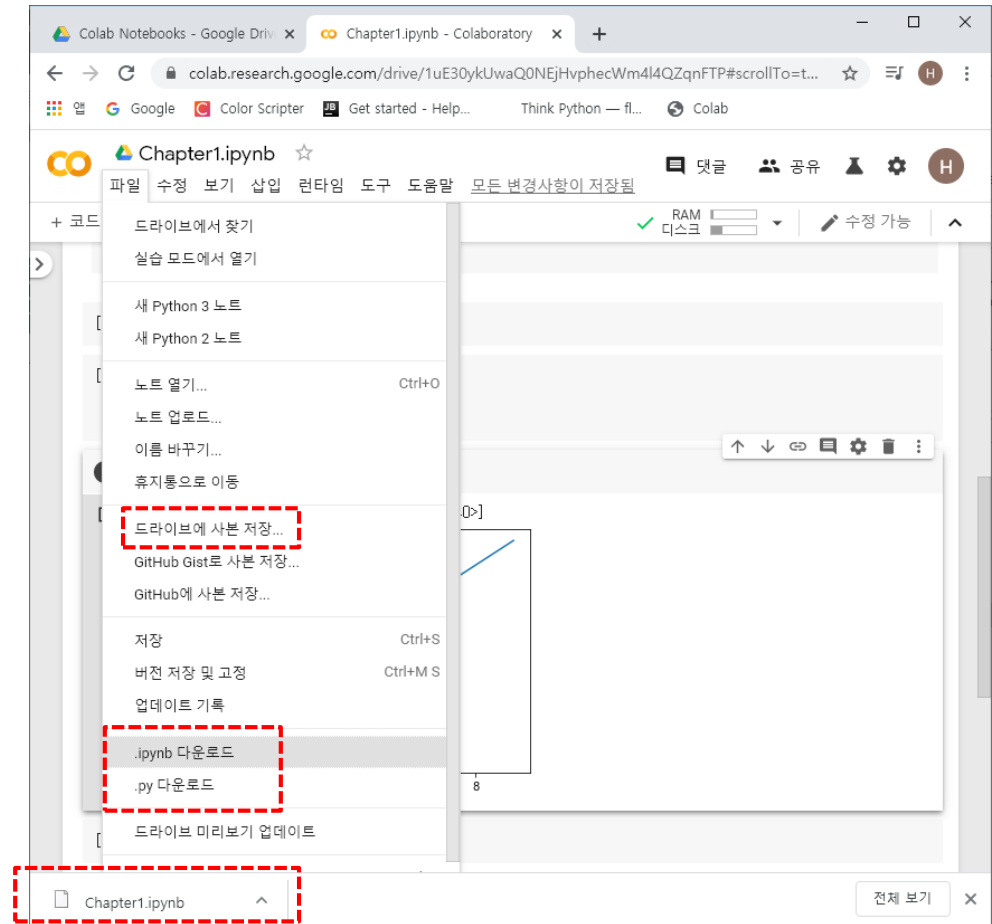 Colab Notebooks - Google Driv
Chapter1.ipynb - Colaboratory
colab.research.google.com/drive/1uE30ykUwaQ0NEjHvphecWm4l4QZqnFTP#scrollTo=t...
H
앱
Google
Color Scripter
JB
Get started - Help...
Think Python — fl...
Colab
CO
Chapter1.ipynb
댓글
공유
H
파일 수정 보기 삽입 런타임 도구 도움말 모든 변경사항이 저장됨
+ 코드
RAM
디스크
수정 가능
드라이브에서 찾기
실습 모드에서 열기
새 Python 3 노트
새 Python 2 노트
노트 열기... Ctrl+O
노트 업로드...
이름 바꾸기...
휴지통으로 이동
드라이브에 사본 저장...
GitHub Gist로 사본 저장...
GitHub에 사본 저장...
저장 Ctrl+S
버전 저장 및 고정 Ctrl+M S
업데이트 기록
.ipynb 다운로드
.py 다운로드
드라이브 미리보기 업데이트
[
[
[
0>]
8
[
Chapter1.ipynb
전체 보기